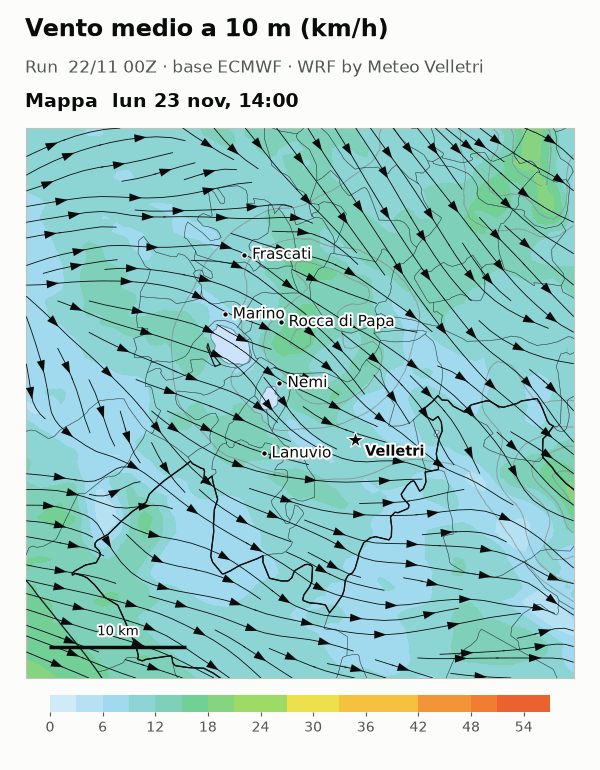 Vento medio a 10 m (km/h)
Run  22/11 00Z · base ECMWF · WRF by Meteo Velletri
Mappa  lun 23 nov, 14:00
Frascati
Marino
Rocca di Papa
Nemi
Velletri
Lanuvio
10 km
0 6 12 18 24 30 36 42 48 54